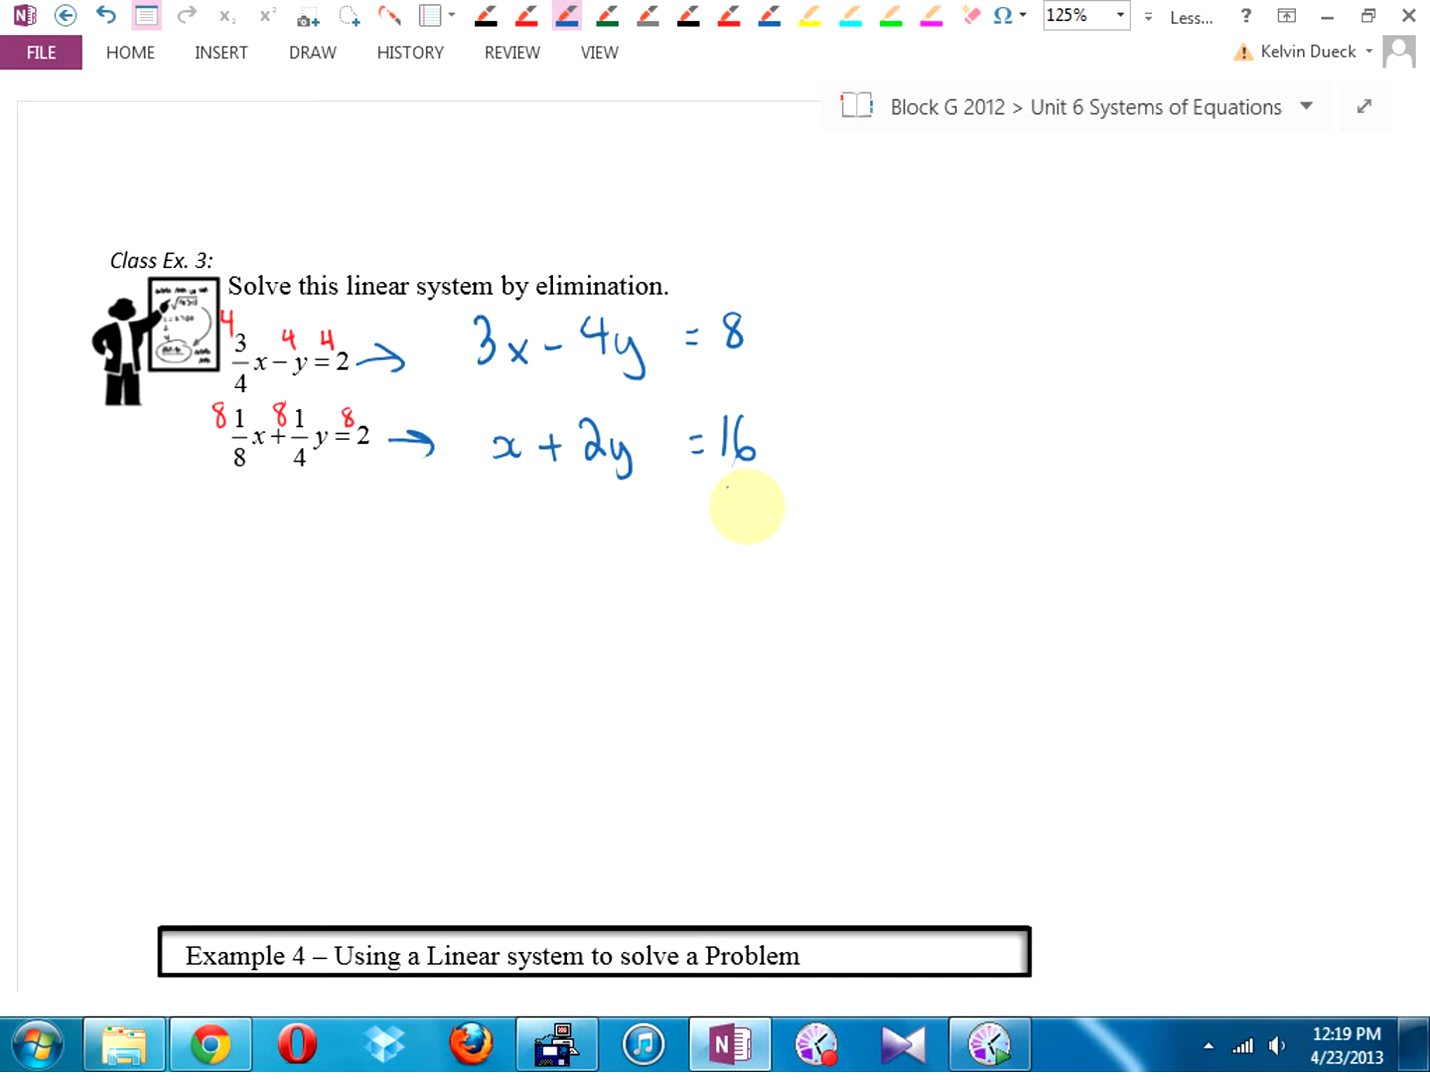 125%
Less...
?
FILE HOME INSERT DRAW HISTORY REVIEW VIEW
Kelvin Dueck
Block G 2012 > Unit 6 Systems of Equations
Class Ex. 3:
Solve this linear system by elimination.
4 4 4
3/4 x − y = 2 → 3x − 4y = 8
8 8 8
1/8 x + 1/4 y = 2 → x + 2y = 16
Example 4 – Using a Linear system to solve a Problem
12:19 PM
4/23/2013